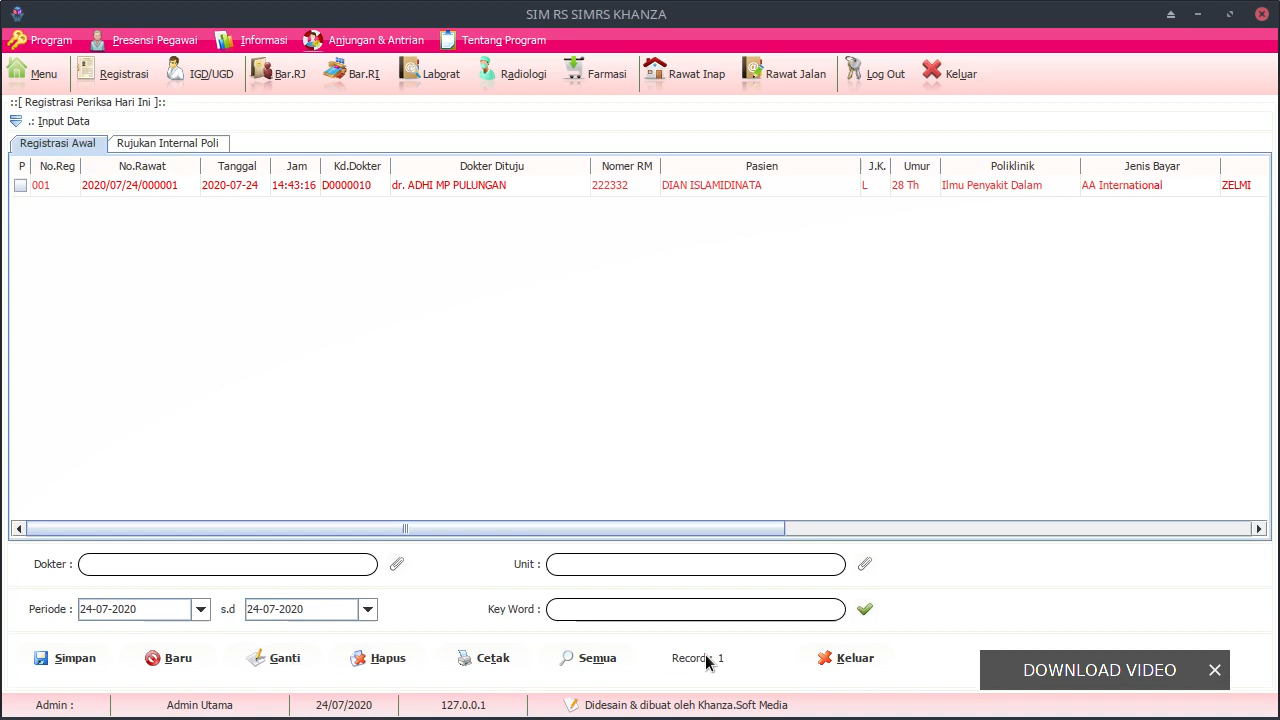 SIM RS SIMRS KHANZA
Program Presensi Pegawai Informasi Anjungan & Antrian Tentang Program
Menu Registrasi IGD/UGD Bar.RJ Bar.RI Laborat Radiologi Farmasi Rawat Inap Rawat Jalan Log Out Keluar
::[ Registrasi Periksa Hari Ini ]::
.: Input Data
Registrasi Awal Rujukan Internal Poli
P No.Reg No.Rawat Tanggal Jam Kd.Dokter Dokter Dituju Nomer RM Pasien J.K. Umur Poliklinik Jenis Bayar
001 2020/07/24/000001 2020-07-24 14:43:16 D0000010 dr. ADHI MP PULUNGAN 222332 DIAN ISLAMIDINATA L 28 Th Ilmu Penyakit Dalam AA International ZELMI
Dokter : Unit :
Periode : 24-07-2020 s.d 24-07-2020 Key Word :
Simpan Baru Ganti Hapus Cetak Semua Record : 1 Keluar
DOWNLOAD VIDEO
Admin : Admin Utama 24/07/2020 127.0.0.1 Didesain & dibuat oleh Khanza.Soft Media